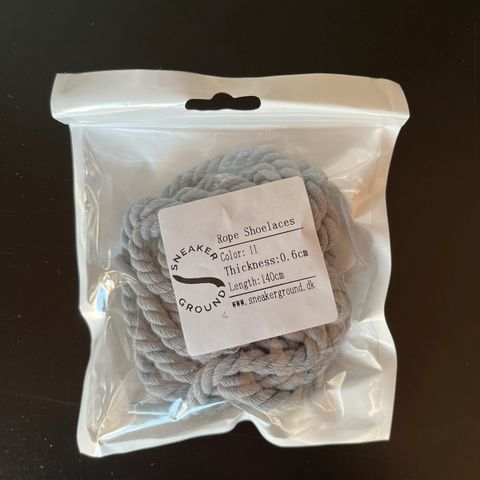 SNEAKER
GROUND
Rope Shoelaces
Color: 11
Thickness:0.6cm
Length:140cm
www.sneakerground.dk